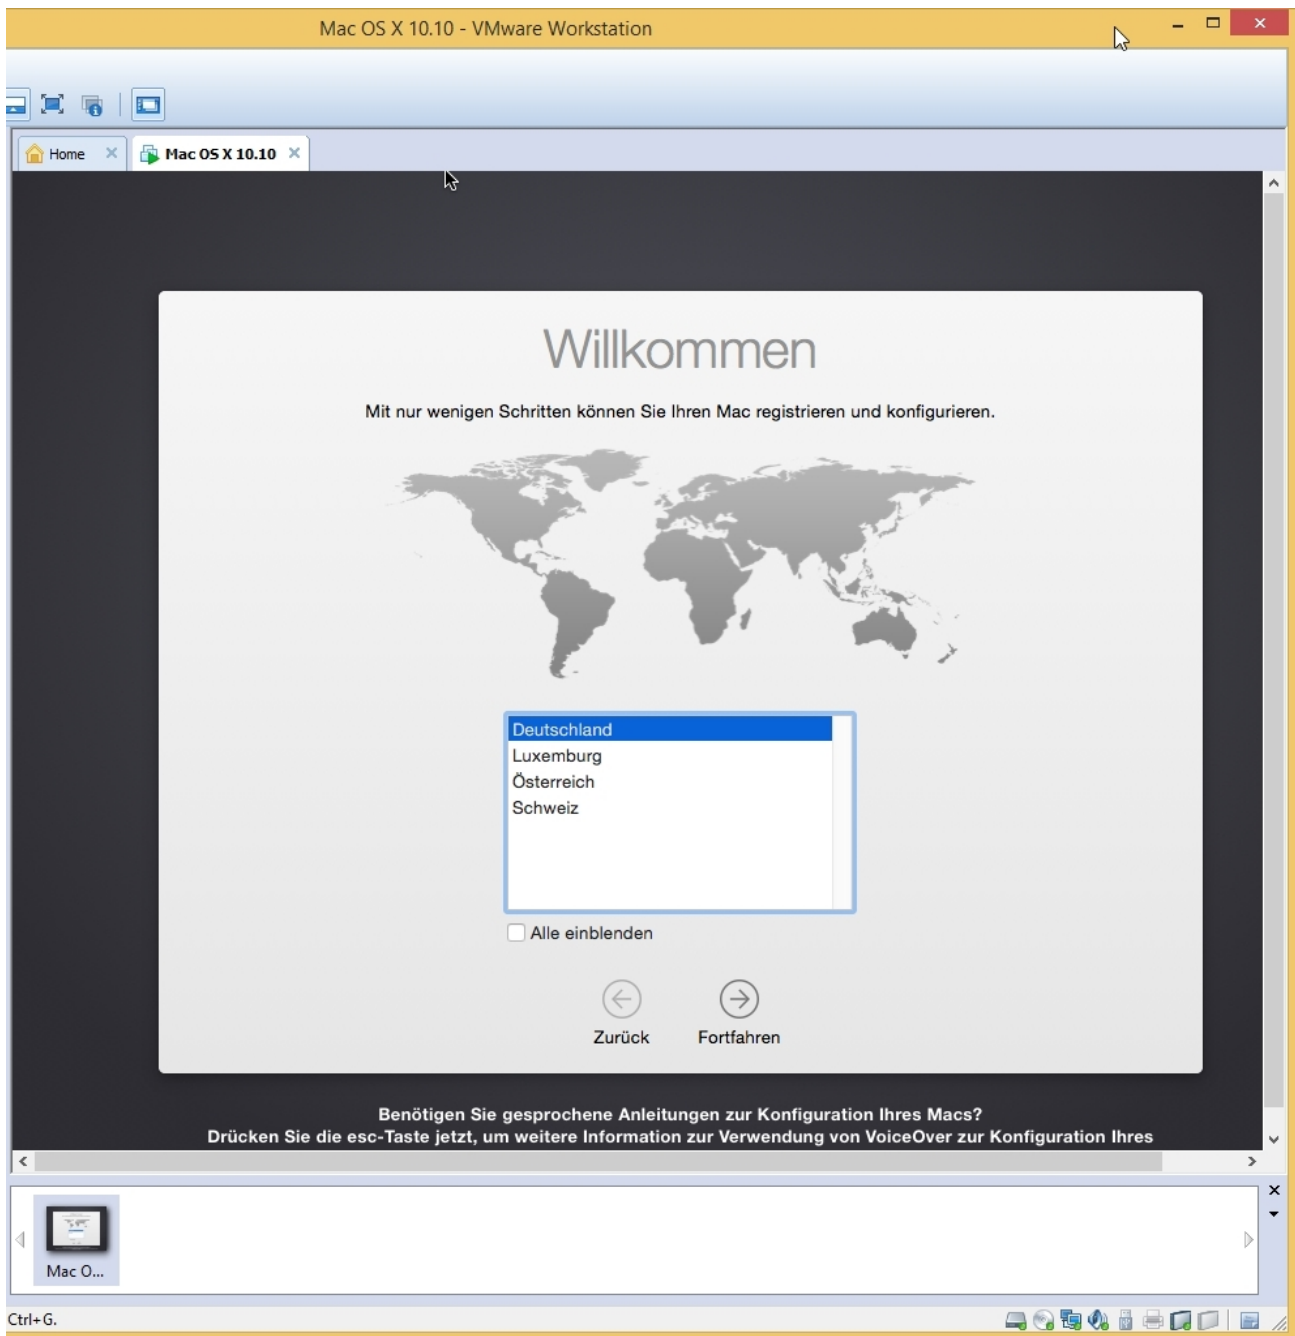 Mac OS X 10.10 - VMware Workstation
Home
Mac OS X 10.10
Willkommen
Mit nur wenigen Schritten können Sie Ihren Mac registrieren und konfigurieren.
Deutschland
Luxemburg
Österreich
Schweiz
Alle einblenden
Zurück
Fortfahren
Benötigen Sie gesprochene Anleitungen zur Konfiguration Ihres Macs?
Drücken Sie die esc-Taste jetzt, um weitere Information zur Verwendung von VoiceOver zur Konfiguration Ihres
Mac O...
Ctrl+G.